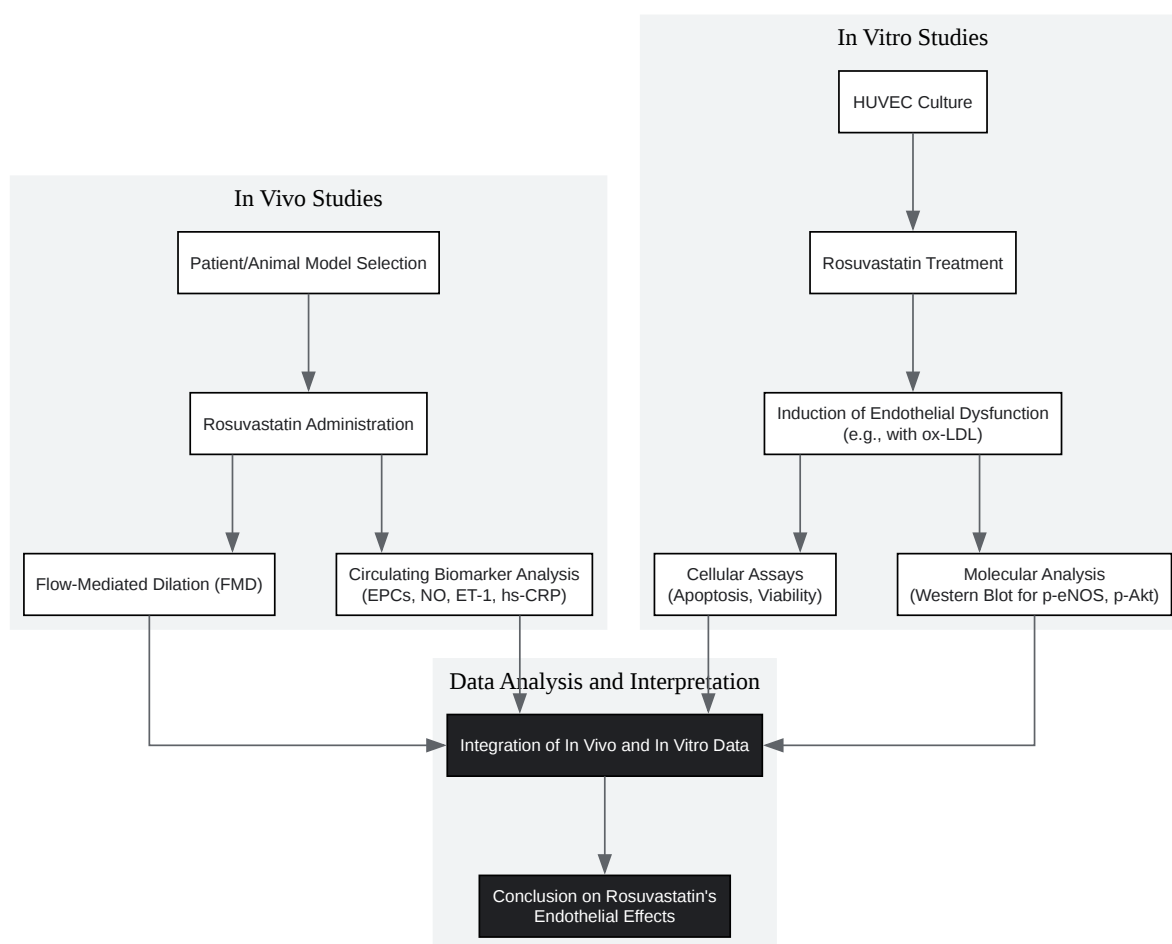 In Vitro Studies
HUVEC Culture
Rosuvastatin Treatment
Induction of Endothelial Dysfunction
(e.g., with ox-LDL)
Cellular Assays
(Apoptosis, Viability)
Molecular Analysis
(Western Blot for p-eNOS, p-Akt)
In Vivo Studies
Patient/Animal Model Selection
Rosuvastatin Administration
Flow-Mediated Dilation (FMD)
Circulating Biomarker Analysis
(EPCs, NO, ET-1, hs-CRP)
Data Analysis and Interpretation
Integration of In Vivo and In Vitro Data
Conclusion on Rosuvastatin's
Endothelial Effects